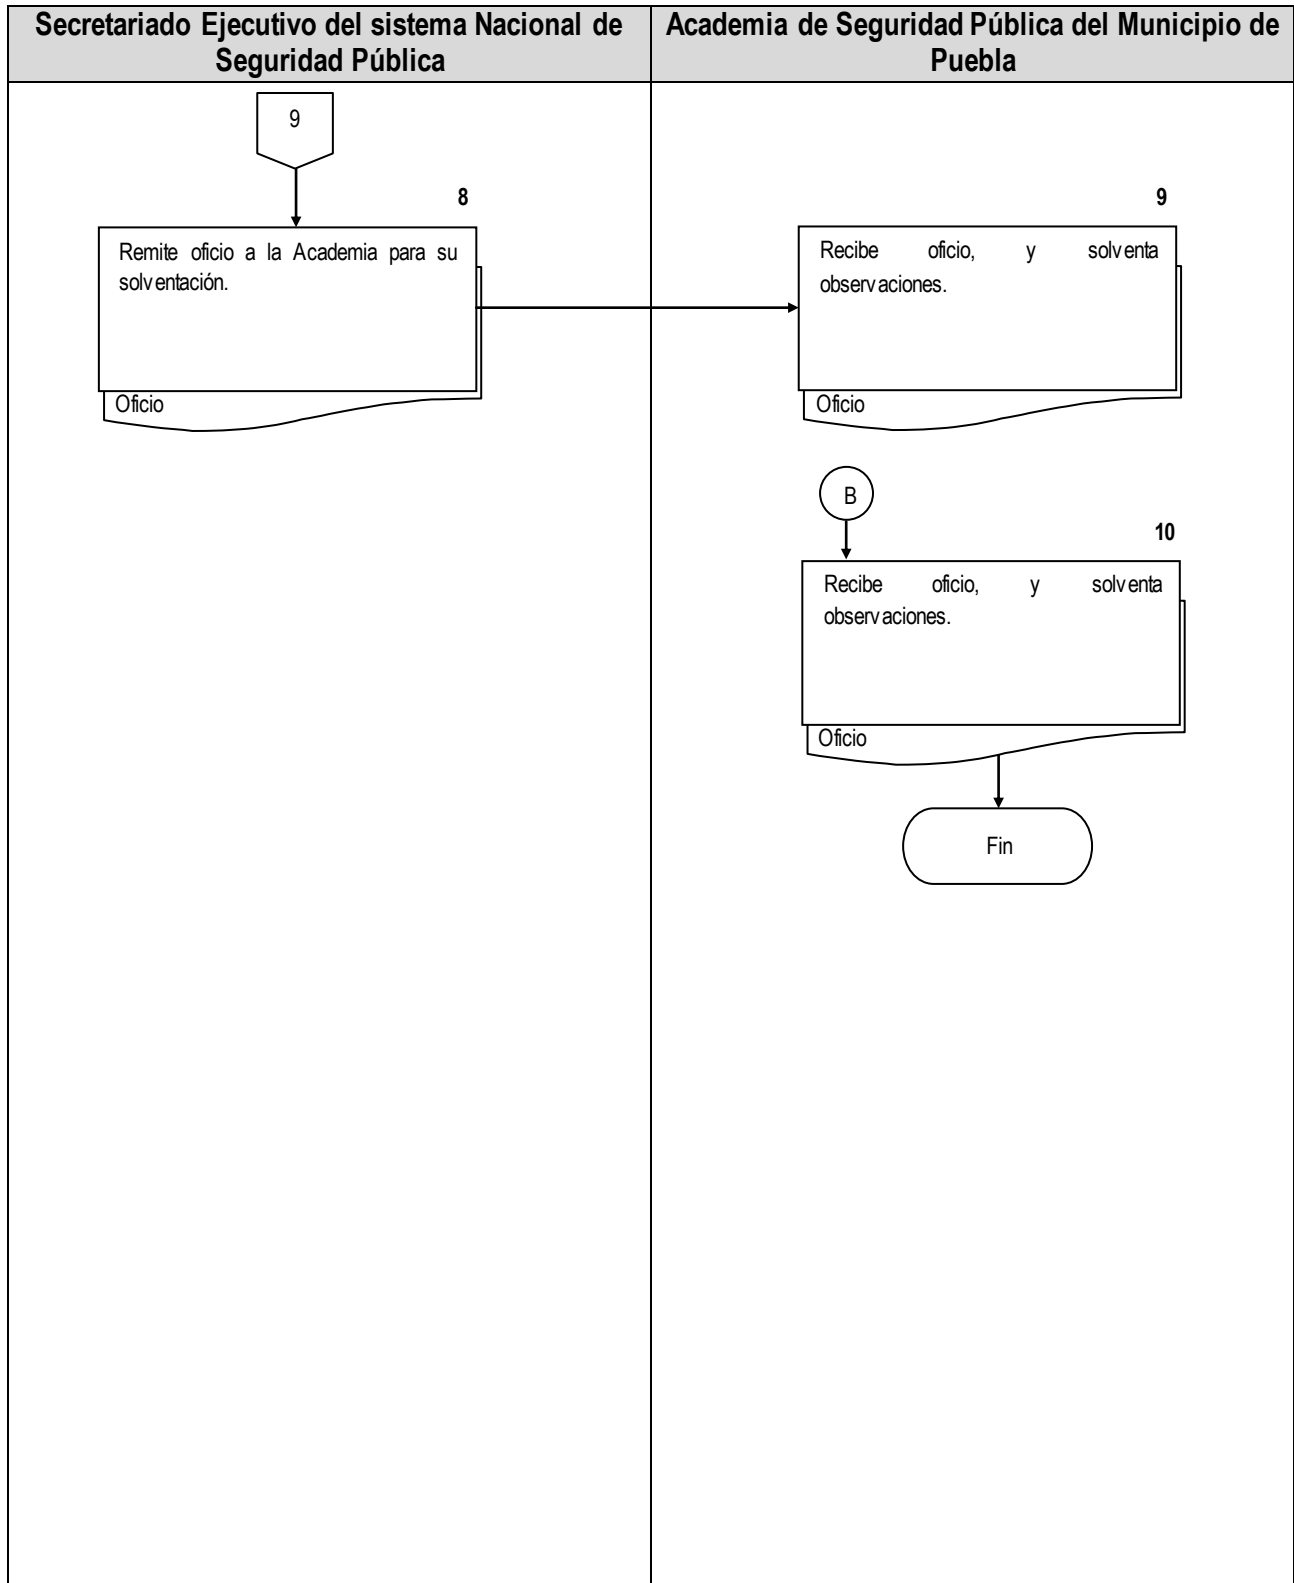 Secretariado Ejecutivo del sistema Nacional de
Seguridad Pública
Academia de Seguridad Pública del Municipio de
Puebla
9
8
Remite oficio a la Academia para su
solventación.
Oficio
9
Recibe oficio, y solventa
observaciones.
Oficio
B
10
Recibe oficio, y solventa
observaciones.
Oficio
Fin